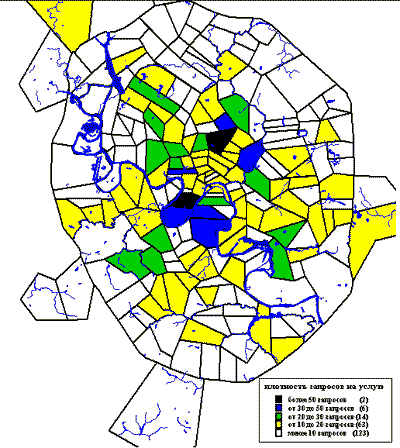 плотность запросов на услуги
более 50 запросов (2)
от 30 до 50 запросов (6)
от 20 до 30 запросов (14)
от 10 до 20 запросов (63)
менее 10 запросов (123)